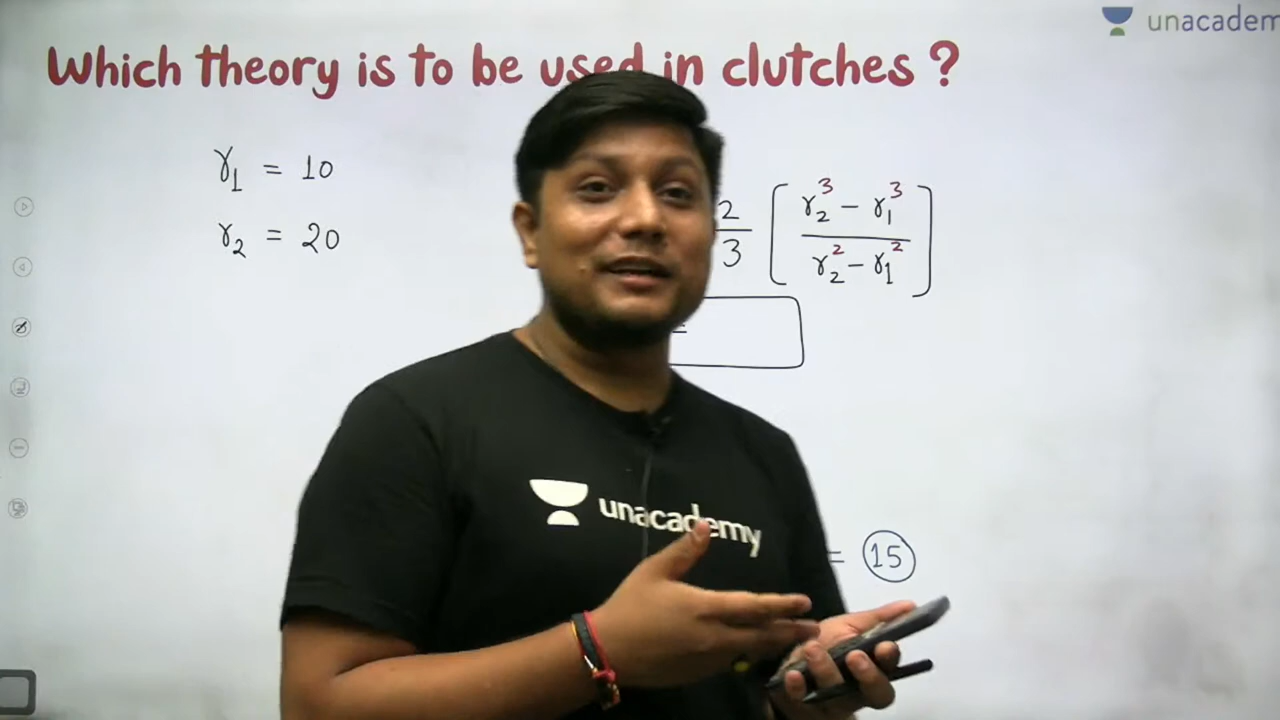 unacadem
Which theory is to be used in clutches ?
r₁ = 10
r₂ = 20
2/3 [ (r₂³ − r₁³) / (r₂² − r₁²) ]
=
= 15
unacademy